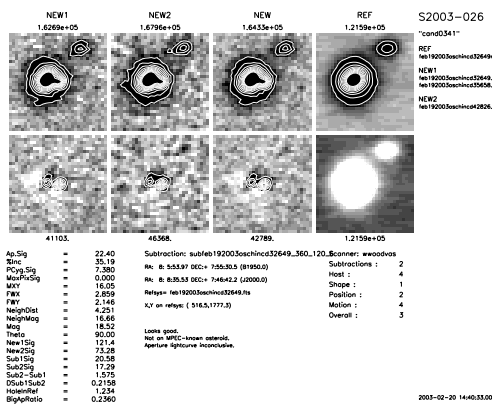 NEW1 NEW2 NEW REF
1.6269e+05 1.6796e+05 1.6433e+05 1.2159e+05
S2003-026
"cand0341"
REF
feb192003oschincd32649
NEW1
feb192003oschincd32649.
feb192003oschincd35658.
NEW2
feb192003oschincd42826.
41103. 46368. 42789. 1.2159e+05
Ap.Sig = 22.40
%Inc = 35.19
PCyg.Sig = 7.380
MaxPixSig = 0.000
MXY = 16.05
FWX = 2.859
FWY = 2.146
NeighDist = 4.251
NeighMag = 16.66
Mag = 18.52
Theta = 90.00
New1Sig = 121.4
New2Sig = 73.28
Sub1Sig = 20.58
Sub2Sig = 17.29
Sub2-Sub1 = 1.575
DSub1Sub2 = 0.2158
HoleInRef = 1.234
BigApRatio = 0.2360
Subtraction: subfeb192003oschincd32649_360_120_
RA: 8: 5:53.97 DEC:+ 7:55:30.5 (B1950.0)
RA: 8: 8:35.53 DEC:+ 7:46:42.2 (J2000.0)
Refsys= feb192003oschincd32649.fts
X,Y on refsys: ( 516.5,1777.3)
Looks good.
Not an MPEC-known asteroid.
Aperture lightcurve inconclusive.
Scanner: wwoodvas
Subtractions : 2
Host : 4
Shape : 1
Position : 2
Motion : 4
Overall : 3
2003-02-20 14:40:33.00